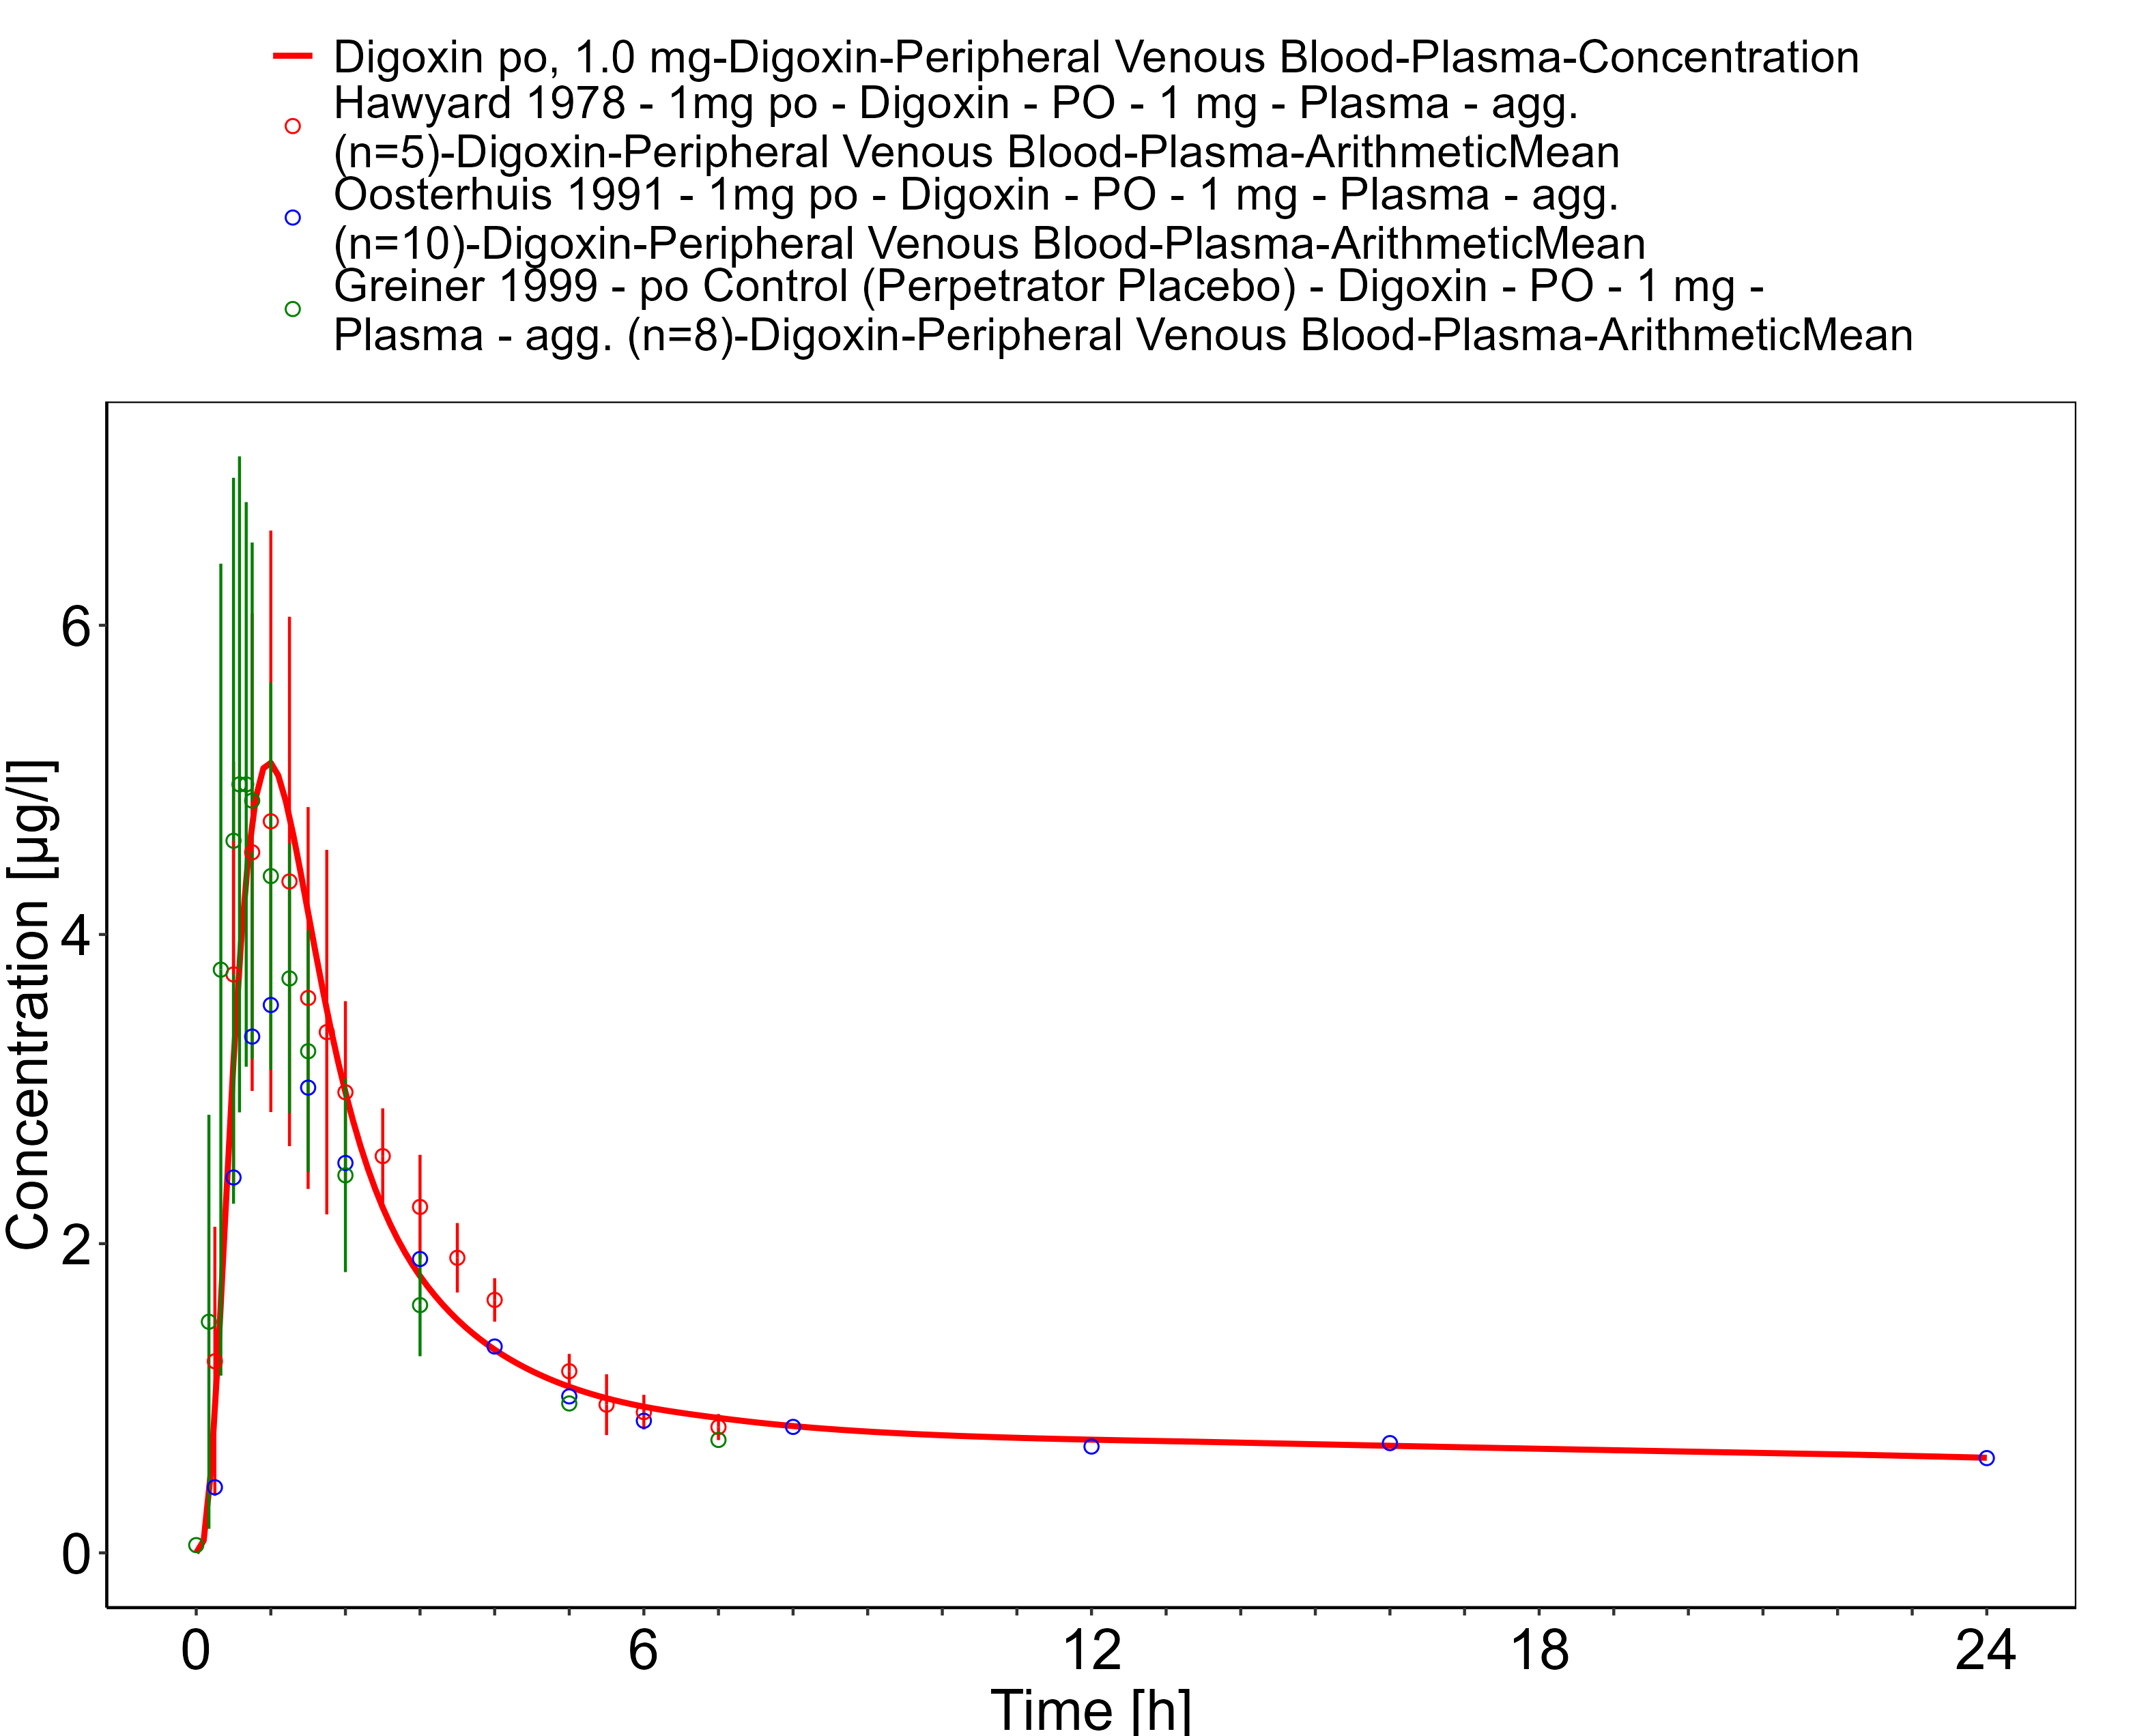 Digoxin po, 1.0 mg-Digoxin-Peripheral Venous Blood-Plasma-Concentration
Hawyard 1978 - 1mg po - Digoxin - PO - 1 mg - Plasma - agg.
(n=5)-Digoxin-Peripheral Venous Blood-Plasma-ArithmeticMean
Oosterhuis 1991 - 1mg po - Digoxin - PO - 1 mg - Plasma - agg.
(n=10)-Digoxin-Peripheral Venous Blood-Plasma-ArithmeticMean
Greiner 1999 - po Control (Perpetrator Placebo) - Digoxin - PO - 1 mg -
Plasma - agg. (n=8)-Digoxin-Peripheral Venous Blood-Plasma-ArithmeticMean
Concentration [µg/l]
6
4
2
0
0 6 12 18 24
Time [h]